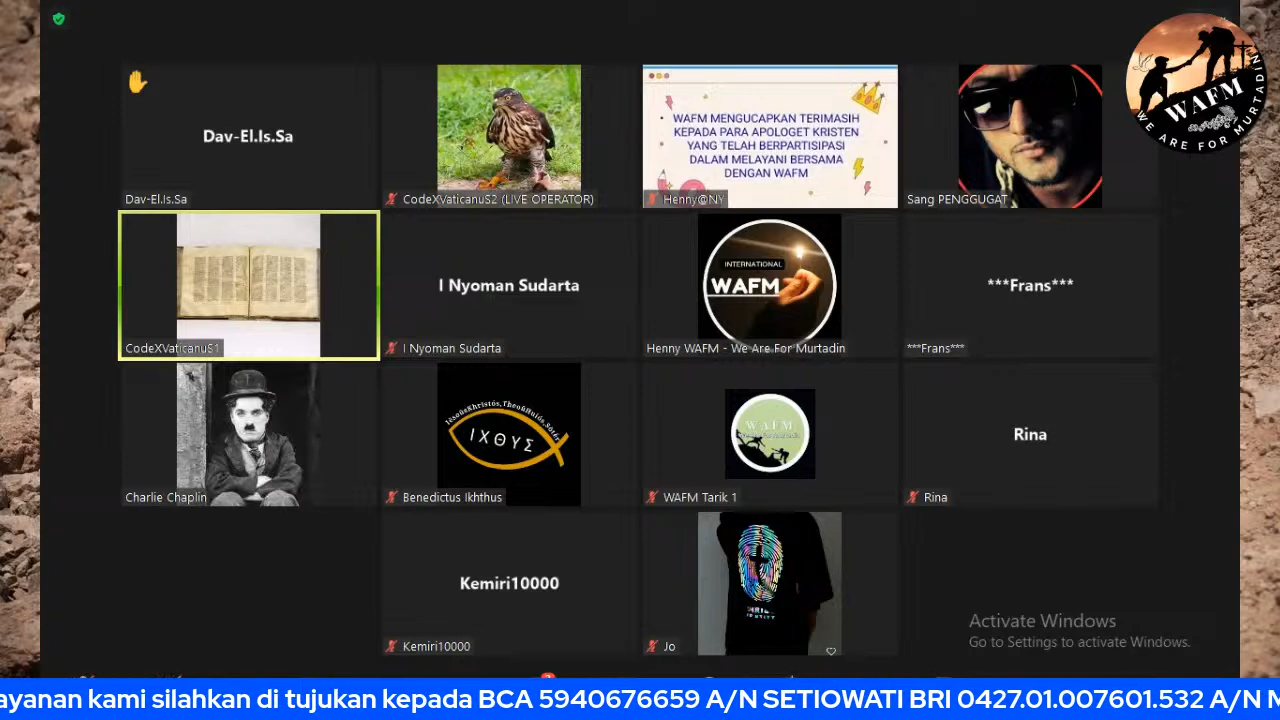 Dav-El.Is.Sa
Dav-El.Is.Sa
CodeXVaticanuS2 (LIVE OPERATOR)
WAFM MENGUCAPKAN TERIMASIH
KEPADA PARA APOLOGET KRISTEN
YANG TELAH BERPARTISIPASI
DALAM MELAYANI BERSAMA
DENGAN WAFM
Henny@NY
Sang PENGGUGAT
WAFM
WE ARE FOR MURTADIN
CodeXVaticanuS1
I Nyoman Sudarta
I Nyoman Sudarta
INTERNATIONAL
WAFM
Henny WAFM - We Are For Murtadin
***Frans***
***Frans***
Charlie Chaplin
IésoûsKhristós,TheoûHuiós,Sōtér
ΙΧΘΥΣ
Benedictus Ikhthus
WAFM
WAFM Tarik 1
Rina
Rina
Kemiri10000
Kemiri10000
IDENTITY
Jo
Activate Windows
Go to Settings to activate Windows.
ayanan kami silahkan di tujukan kepada BCA 5940676659 A/N SETIOWATI BRI 0427.01.007601.532 A/N M